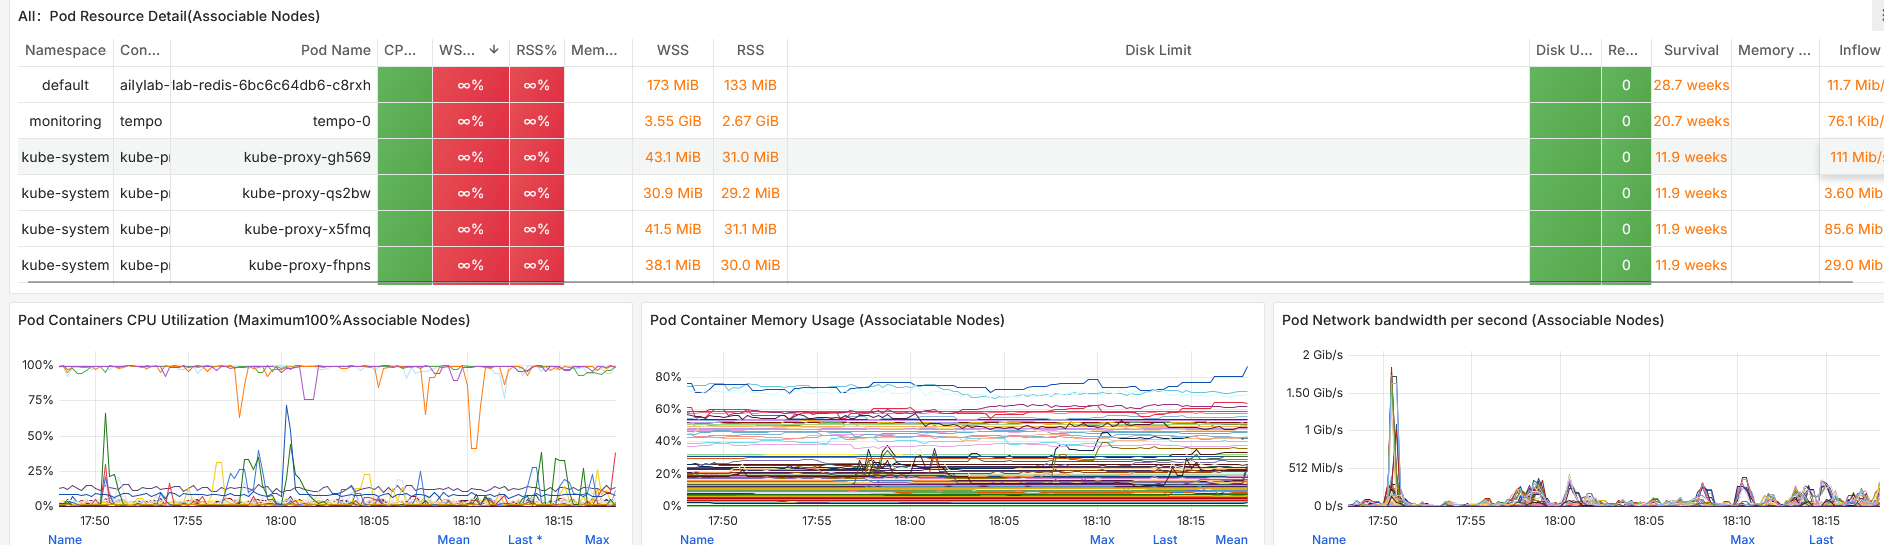 All: Pod Resource Detail(Associable Nodes)
Namespace Con... Pod Name CP... WS... RSS% Mem... WSS RSS Disk Limit Disk U... Re... Survival Memory ... Inflow
default ailylab- lab-redis-6bc6c64db6-c8rxh ∞% ∞% 173 MiB 133 MiB 0 28.7 weeks 11.7 Mib/
monitoring tempo tempo-0 ∞% ∞% 3.55 GiB 2.67 GiB 0 20.7 weeks 76.1 Kib/
kube-system kube-pr kube-proxy-gh569 ∞% ∞% 43.1 MiB 31.0 MiB 0 11.9 weeks 111 Mib/s
kube-system kube-pr kube-proxy-qs2bw ∞% ∞% 30.9 MiB 29.2 MiB 0 11.9 weeks 3.60 Mib
kube-system kube-pr kube-proxy-x5fmq ∞% ∞% 41.5 MiB 31.1 MiB 0 11.9 weeks 85.6 Mib
kube-system kube-pr kube-proxy-fhpns ∞% ∞% 38.1 MiB 30.0 MiB 0 11.9 weeks 29.0 Mib
Pod Containers CPU Utilization (Maximum100%Associable Nodes)
100%
75%
50%
25%
0%
17:50 17:55 18:00 18:05 18:10 18:15
Name Mean Last * Max
Pod Container Memory Usage (Associatable Nodes)
80%
60%
40%
20%
0%
17:50 17:55 18:00 18:05 18:10 18:15
Name Max Last Mean
Pod Network bandwidth per second (Associable Nodes)
2 Gib/s
1.50 Gib/s
1 Gib/s
512 Mib/s
0 b/s
17:50 17:55 18:00 18:05 18:10 18:15
Name Max Last